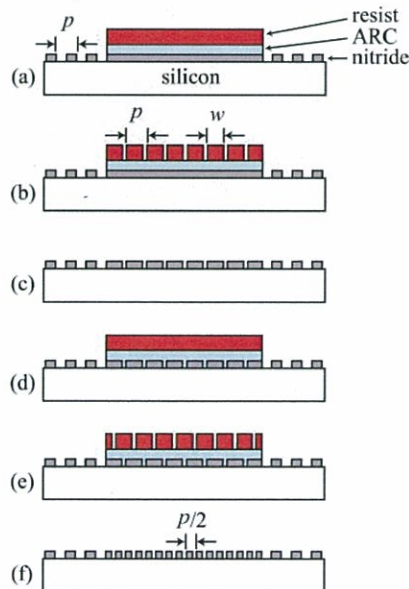 resist
ARC
nitride
p
(a)
silicon
p
w
(b)
(c)
(d)
(e)
p/2
(f)